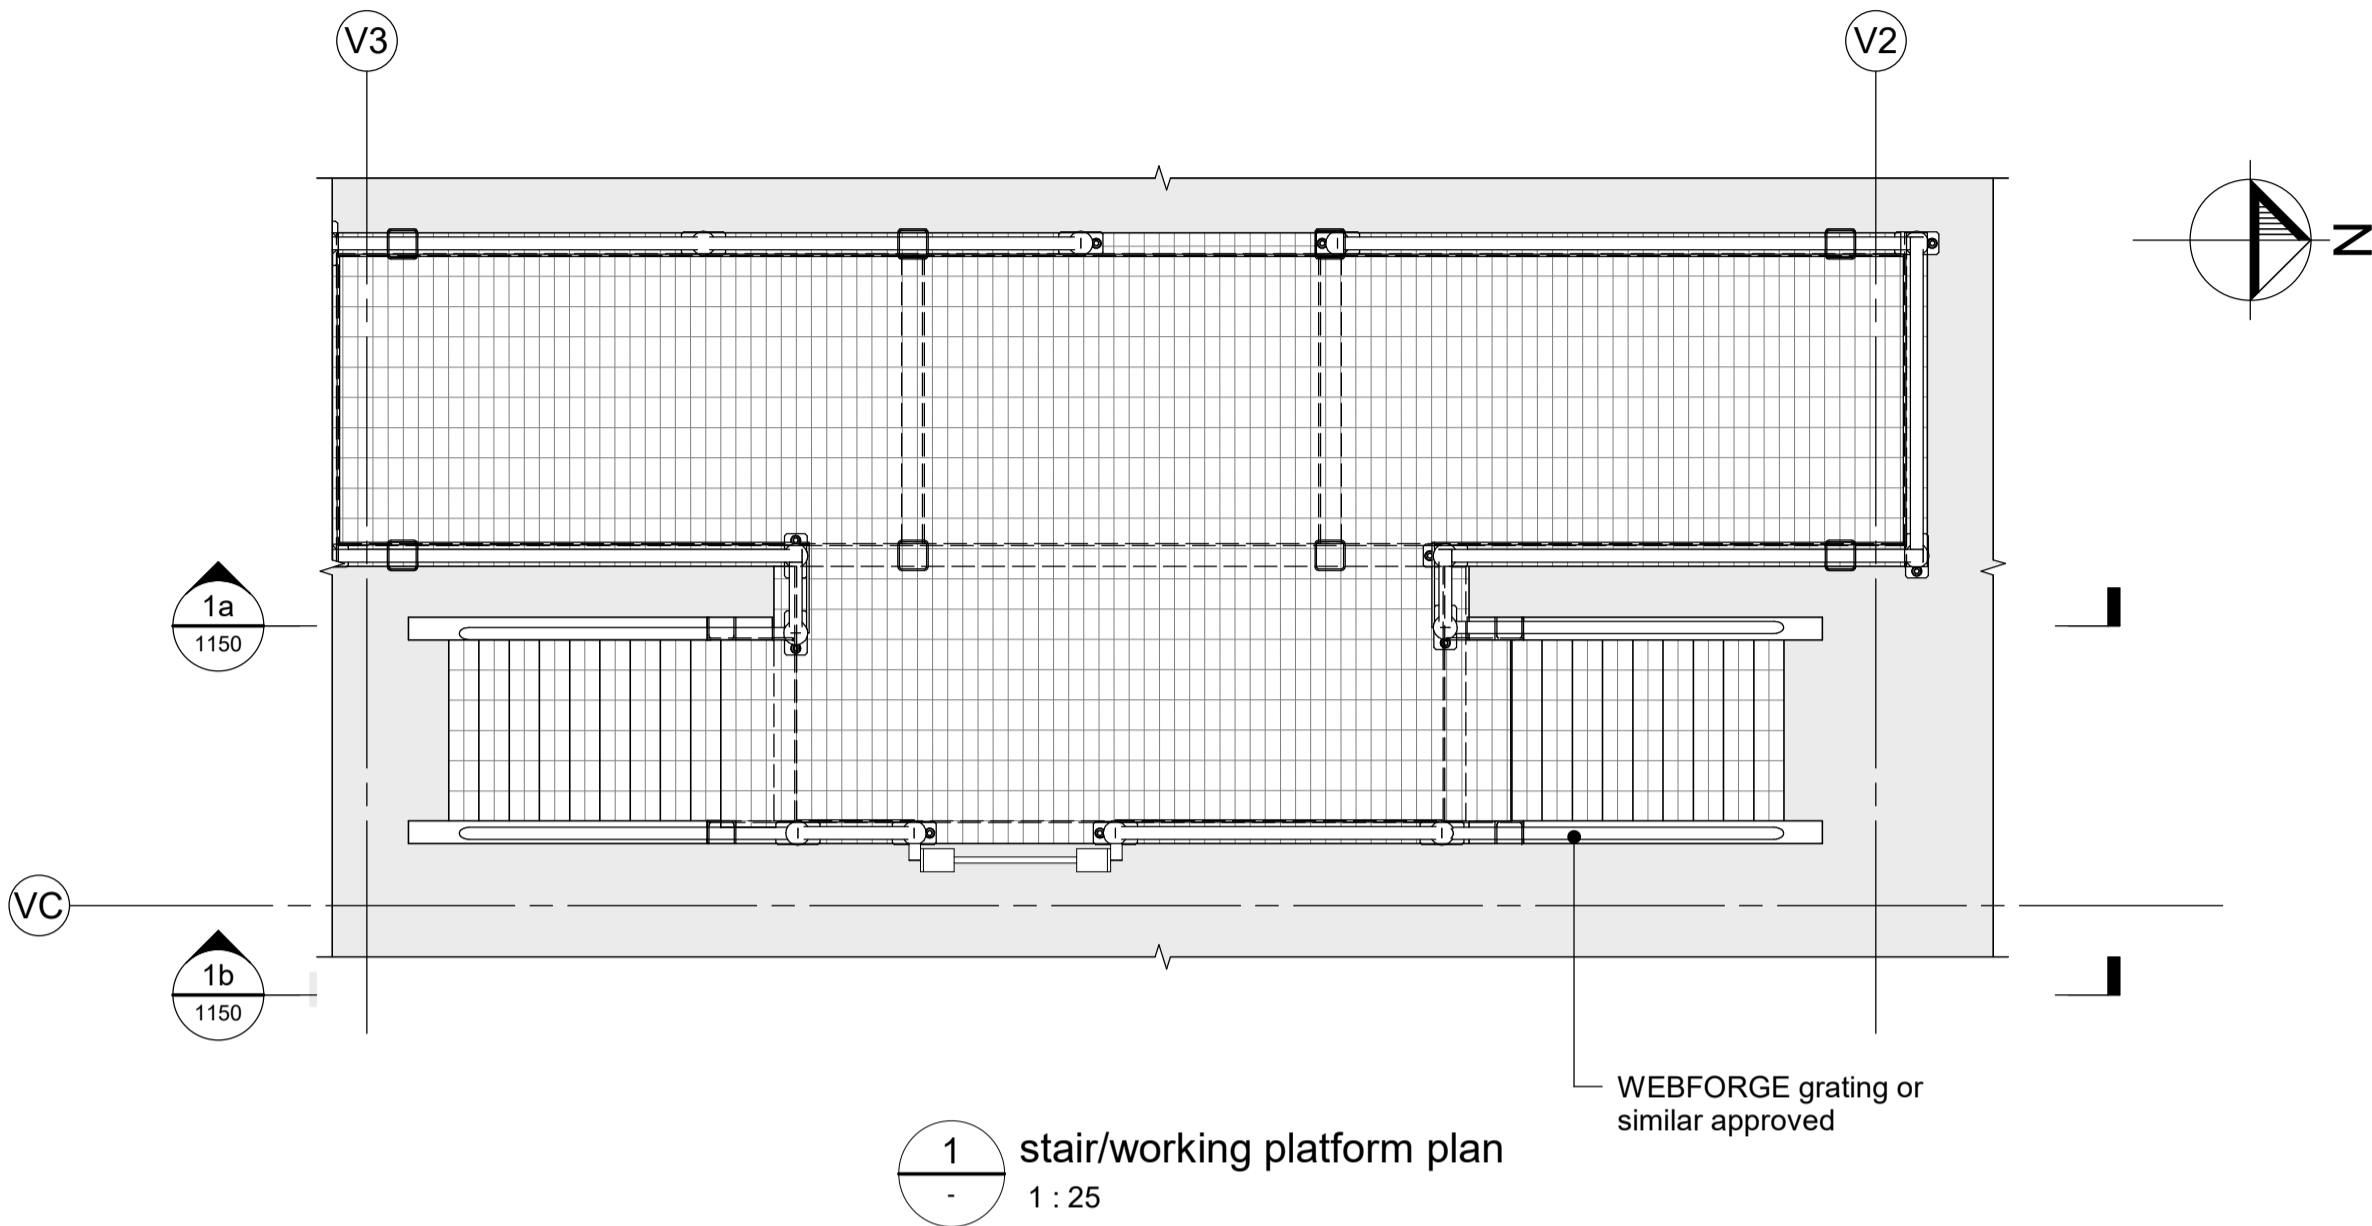 V3
V2
N
1a
1150
VC
1b
1150
WEBFORGE grating or
similar approved
1
-
stair/working platform plan
1 : 25